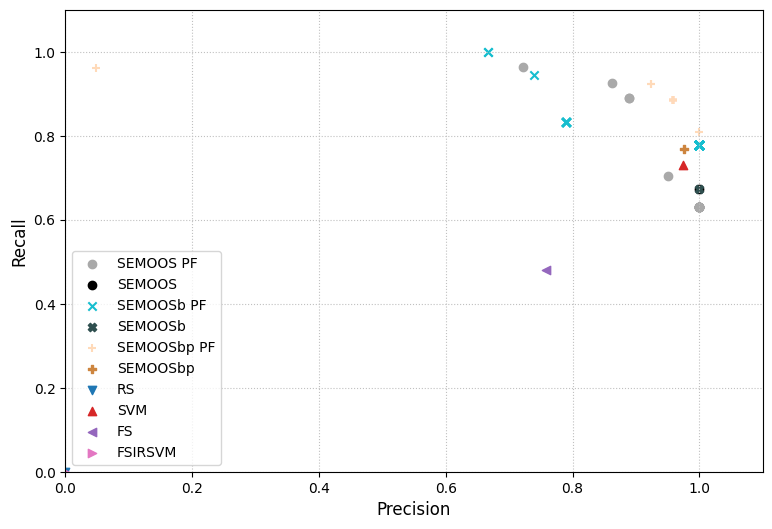 1.0
0.8
0.6
0.4
0.2
0.0
Recall
SEMOOS PF
SEMOOS
SEMOOSb PF
SEMOOSb
SEMOOSbp PF
SEMOOSbp
RS
SVM
FS
FSIRSVM
0.0 0.2 0.4 0.6 0.8 1.0
Precision